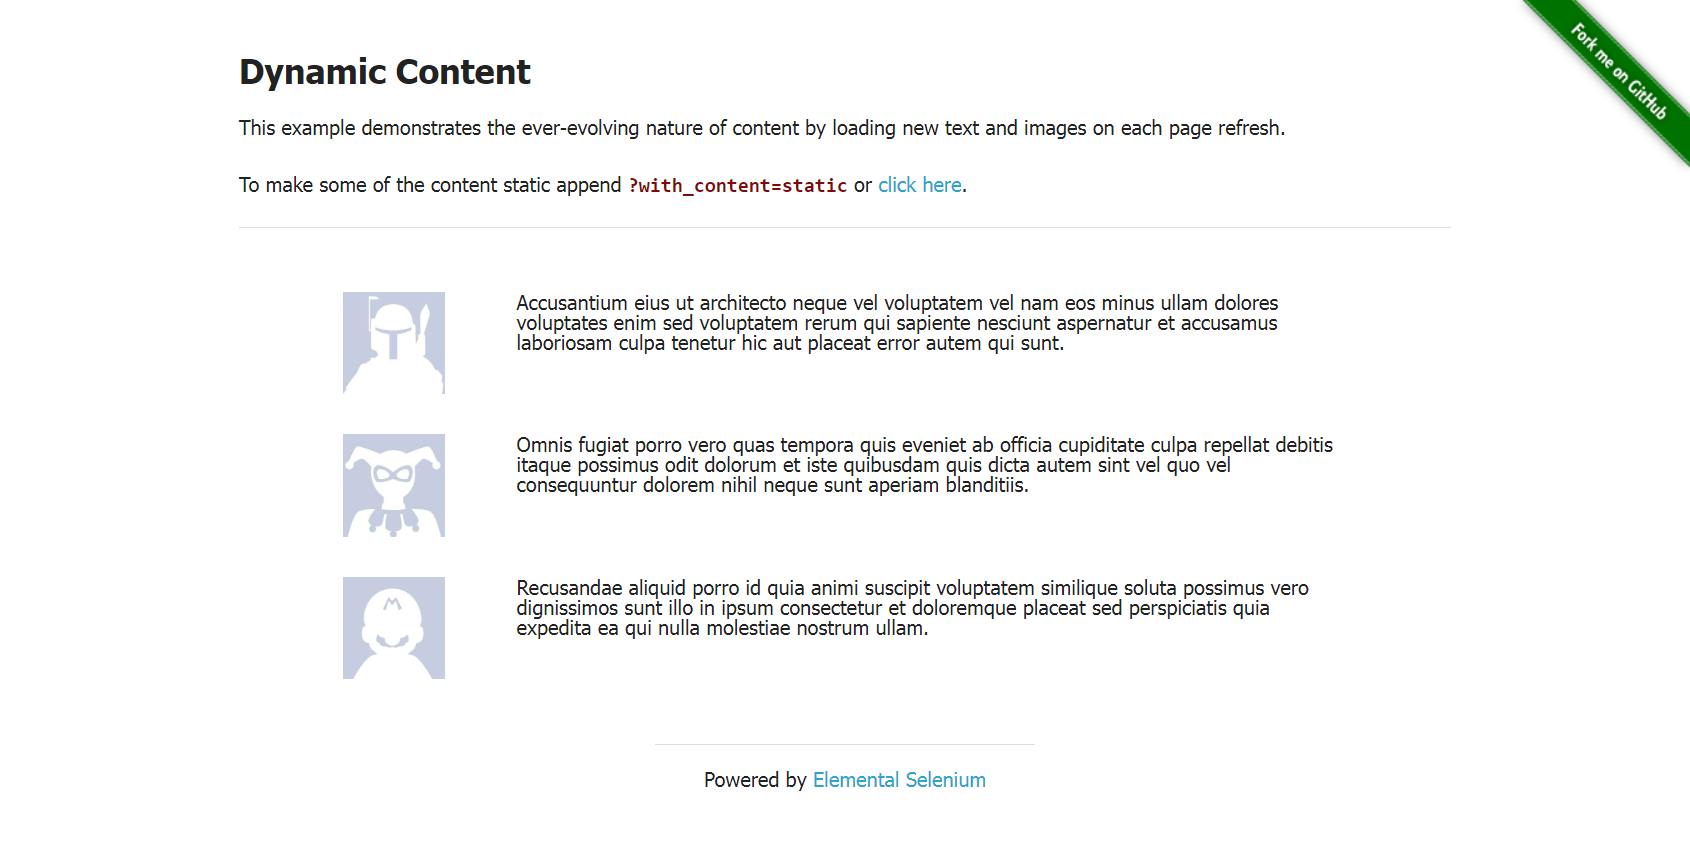 Fork me on GitHub
Dynamic Content
This example demonstrates the ever-evolving nature of content by loading new text and images on each page refresh.
To make some of the content static append ?with_content=static or click here.
Accusantium eius ut architecto neque vel voluptatem vel nam eos minus ullam dolores
voluptates enim sed voluptatem rerum qui sapiente nesciunt aspernatur et accusamus
laboriosam culpa tenetur hic aut placeat error autem qui sunt.
Omnis fugiat porro vero quas tempora quis eveniet ab officia cupiditate culpa repellat debitis
itaque possimus odit dolorum et iste quibusdam quis dicta autem sint vel quo vel
consequuntur dolorem nihil neque sunt aperiam blanditiis.
M
Recusandae aliquid porro id quia animi suscipit voluptatem similique soluta possimus vero
dignissimos sunt illo in ipsum consectetur et doloremque placeat sed perspiciatis quia
expedita ea qui nulla molestiae nostrum ullam.
Powered by Elemental Selenium